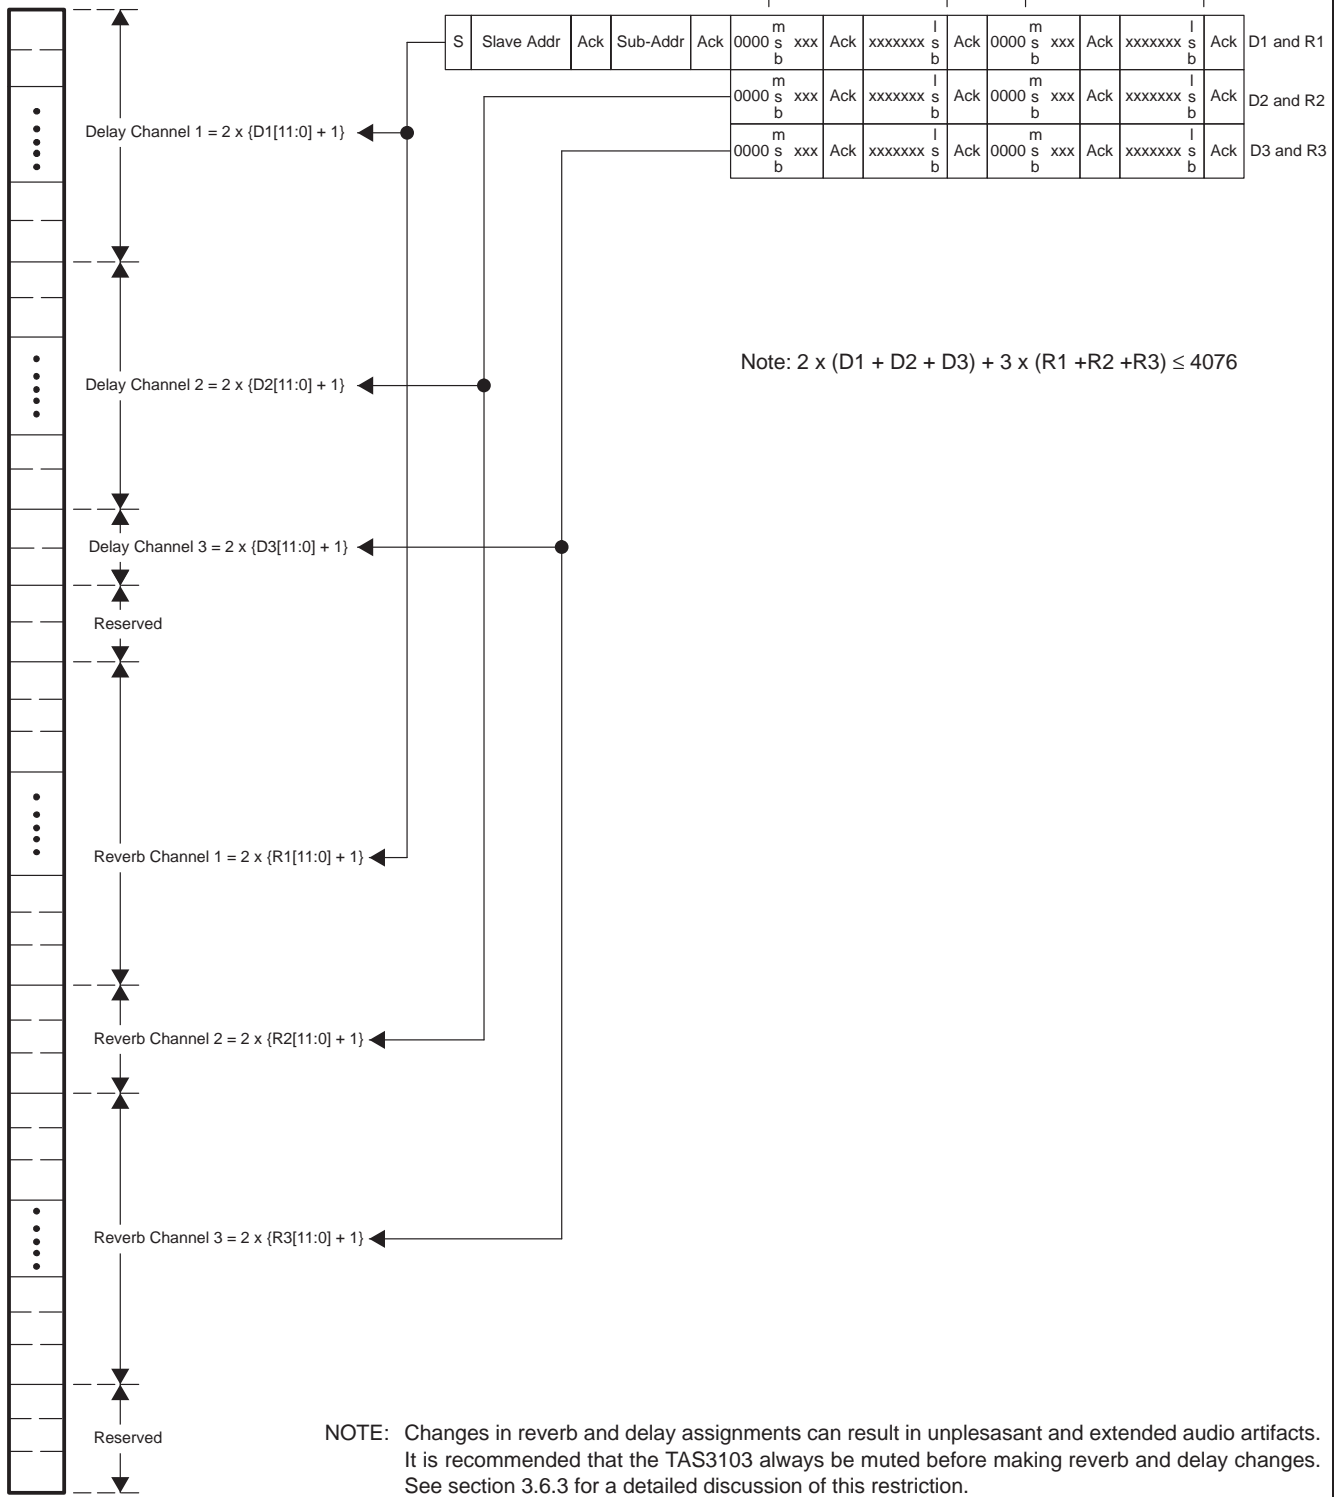 S Slave Addr Ack Sub-Addr Ack 0000 msb xxx Ack xxxxxxx lsb Ack 0000 msb xxx Ack xxxxxxx lsb Ack D1 and R1
0000 msb xxx Ack xxxxxxx lsb Ack 0000 msb xxx Ack xxxxxxx lsb Ack D2 and R2
0000 msb xxx Ack xxxxxxx lsb Ack 0000 msb xxx Ack xxxxxxx lsb Ack D3 and R3
Delay Channel 1 = 2 x {D1[11:0] + 1}
Note: 2 x (D1 + D2 + D3) + 3 x (R1 +R2 +R3) ≤ 4076
Delay Channel 2 = 2 x {D2[11:0] + 1}
Delay Channel 3 = 2 x {D3[11:0] + 1}
Reserved
Reverb Channel 1 = 2 x {R1[11:0] + 1}
Reverb Channel 2 = 2 x {R2[11:0] + 1}
Reverb Channel 3 = 2 x {R3[11:0] + 1}
Reserved
NOTE: Changes in reverb and delay assignments can result in unplesasant and extended audio artifacts.
It is recommended that the TAS3103 always be muted before making reverb and delay changes.
See section 3.6.3 for a detailed discussion of this restriction.